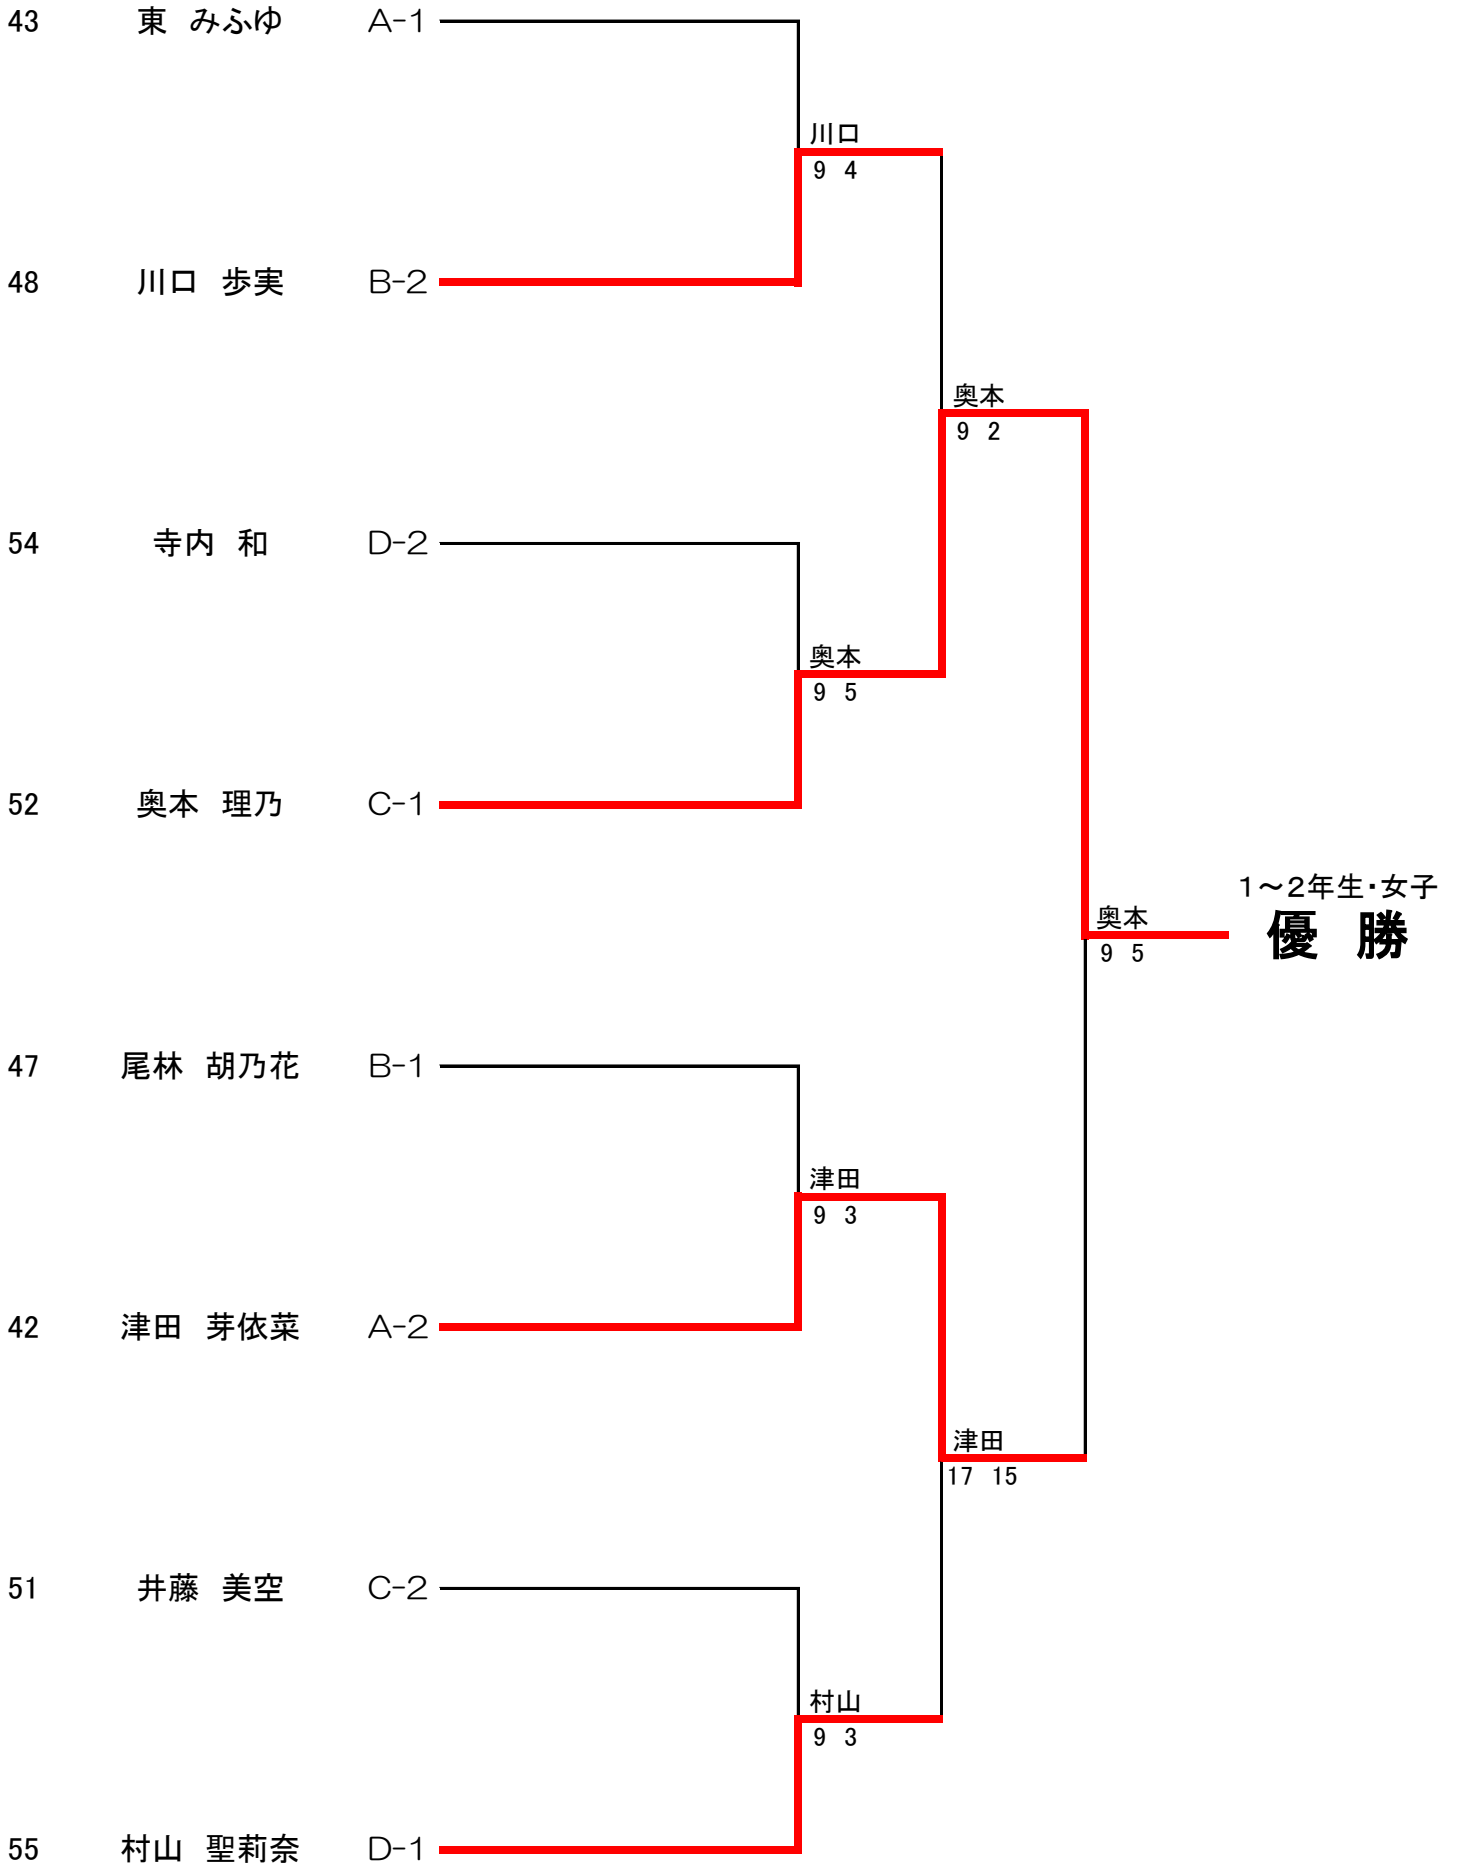 43 東 みふゆ A-1
川口
9 4
48 川口 歩実 B-2
奥本
9 2
54 寺内 和 D-2
奥本
9 5
52 奥本 理乃 C-1
1～2年生・女子
奥本
優 勝
9 5
47 尾林 胡乃花 B-1
津田
9 3
42 津田 芽依菜 A-2
津田
17 15
51 井藤 美空 C-2
村山
9 3
55 村山 聖莉奈 D-1